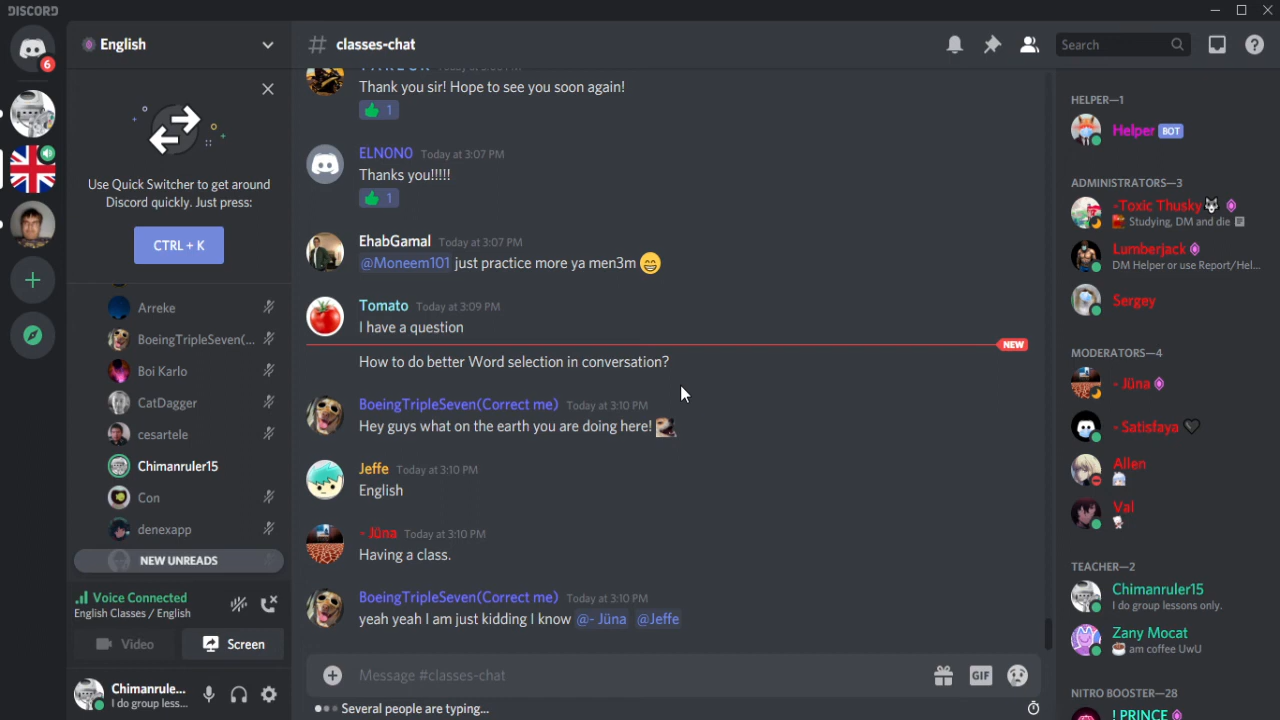 DISCORD
6
English
Use Quick Switcher to get around
Discord quickly. Just press:
CTRL + K
Arreke
BoeingTripleSeven(...
Boi Karlo
CatDagger
cesartele
Chimanruler15
Con
denexapp
NEW UNREADS
Voice Connected
English Classes / English
Video
Screen
Chimanrule...
I do group less...
# classes-chat
Search
Thank you sir! Hope to see you soon again!
1
ELN0N0 Today at 3:07 PM
Thanks you!!!!!
1
EhabGamal Today at 3:07 PM
@Moneem101 just practice more ya men3m 😁
Tomato Today at 3:09 PM
I have a question
NEW
How to do better Word selection in conversation?
BoeingTripleSeven(Correct me) Today at 3:10 PM
Hey guys what on the earth you are doing here!
Jeffe Today at 3:10 PM
English
- Jüna Today at 3:10 PM
Having a class.
BoeingTripleSeven(Correct me) Today at 3:10 PM
yeah yeah I am just kidding I know @- Jüna @Jeffe
Message #classes-chat
GIF
Several people are typing...
HELPER—1
Helper BOT
ADMINISTRATORS—3
-Toxic Thusky
Studying, DM and die
Lumberjack
DM Helper or use Report/Hel...
Sergey
MODERATORS—4
- Jüna
- Satisfaya
Allen
Val
TEACHER—2
Chimanruler15
I do group lessons only.
Zany Mocat
am coffee UwU
NITRO BOOSTER—28
! PRINCE